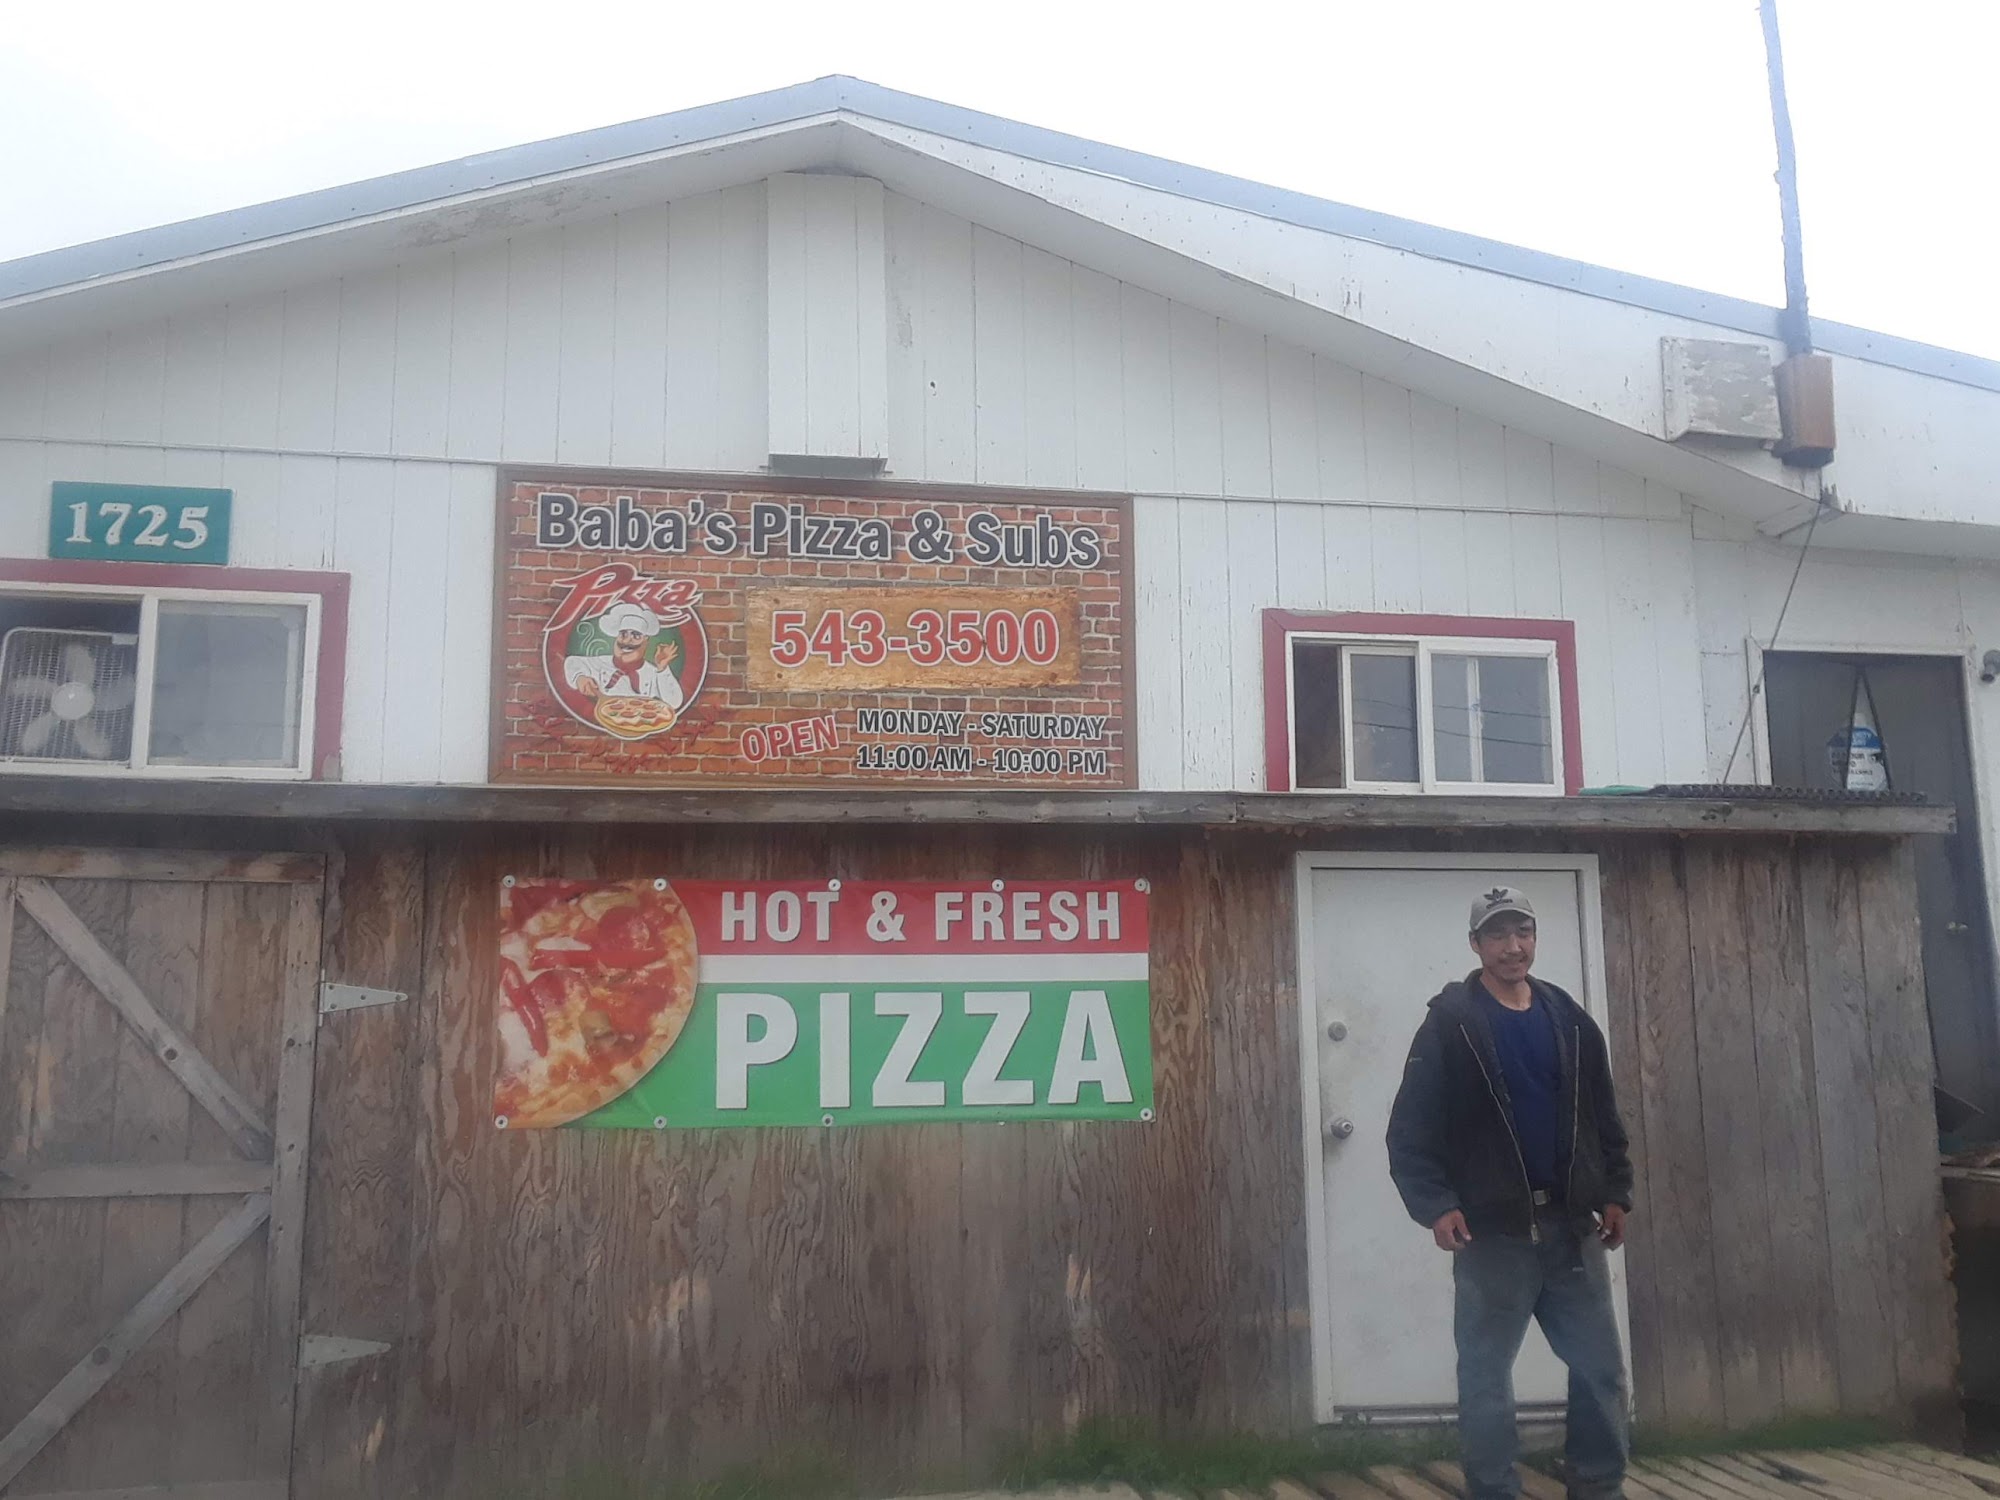 1725
Baba's Pizza & Subs
Pizza
543-3500
OPEN
MONDAY - SATURDAY
11:00 AM - 10:00 PM
HOT & FRESH
PIZZA